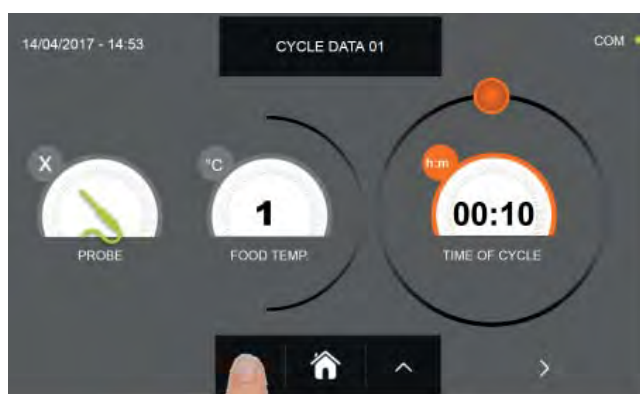 14/04/2017 - 14:53
CYCLE DATA 01
COM
X
PROBE
°C
1
FOOD TEMP.
h:m
00:10
TIME OF CYCLE